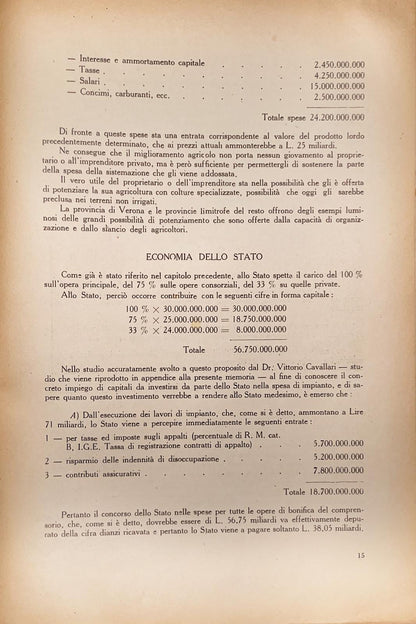 — Interesse e ammortamento capitale . . . . . 2.450.000.000
— Tasse . . . . . . . . . . . 4.250.000.000
— Salari . . . . . . . . . . . 15.000.000.000
— Concimi, carburanti, ecc. . . . . . . . 2.500.000.000
Totale spese 24.200.000.000
Di fronte a queste spese sta una entrata corrispondente al valore del prodotto lordo
precedentemente determinato, che ai prezzi attuali ammonterebbe a L. 25 miliardi.
Ne consegue che il miglioramento agricolo non porta nessun giovamento al proprie-
tario o all'imprenditore privato, ma è però sufficiente per permettergli di sostenere la parte
della spesa della sistemazione che gli viene addossata.
Il vero utile del proprietario o dell'imprenditore sta nella possibilità che gli è offerta
di potenziare la sua agricoltura con colture specializzate, possibilità che oggi gli sarebbe
preclusa nei terreni non irrigati.
La provincia di Verona e le provincie limitrofe del resto offrono degli esempi lumi-
nosi delle grandi possibilità di potenziamento che sono offerte dalla capacità di organiz-
zazione e dallo slancio degli agricoltori.
ECONOMIA DELLO STATO
Come già è stato riferito nel capitolo precedente, allo Stato spetta il carico del 100 %
sull'opera principale, del 75 % sulle opere consorziali, del 33 % su quelle private.
Allo Stato, perciò occorre contribuire con le seguenti cifre in forma capitale :
100 % × 30.000.000.000 = 30.000.000.000
75 % × 25.000.000.000 = 18.750.000.000
33 % × 24.000.000.000 = 8.000.000.000
Totale 56.750.000.000
Nello studio accuratamente svolto a questo proposito dal Dr. Vittorio Cavallari — stu-
dio che viene riprodotto in appendice alla presente memoria — al fine di conoscere il con-
creto impiego di capitali da investirsi da parte dello Stato nella spesa di impianto, e di sa-
pere quanto questo investimento verrebbe a rendere allo Stato medesimo, è emerso che :
A) Dall'esecuzione dei lavori di impianto, che, come si è detto, ammontano a Lire
71 miliardi, lo Stato viene a percepire immediatamente le seguenti entrate :
1 — per tasse ed imposte sugli appalti (percentuale di R. M. cat.
B, I.G.E. Tassa di registrazione contratti di appalto) . . . 5.700.000.000
2 — risparmio delle indennità di disoccupazione . . . . . 5.200.000.000
3 — contributi assicurativi . . . . . . . . 7.800.000.000
Totale 18.700.000.000
Pertanto il concorso dello Stato nelle spese per tutte le opere di bonifica del compren-
sorio, che, come si è detto, dovrebbe essere di L. 56,75 miliardi va effettivamente depu-
rato della cifra dianzi ricavata e pertanto lo Stato viene a pagare soltanto L. 38,05 miliardi.
15